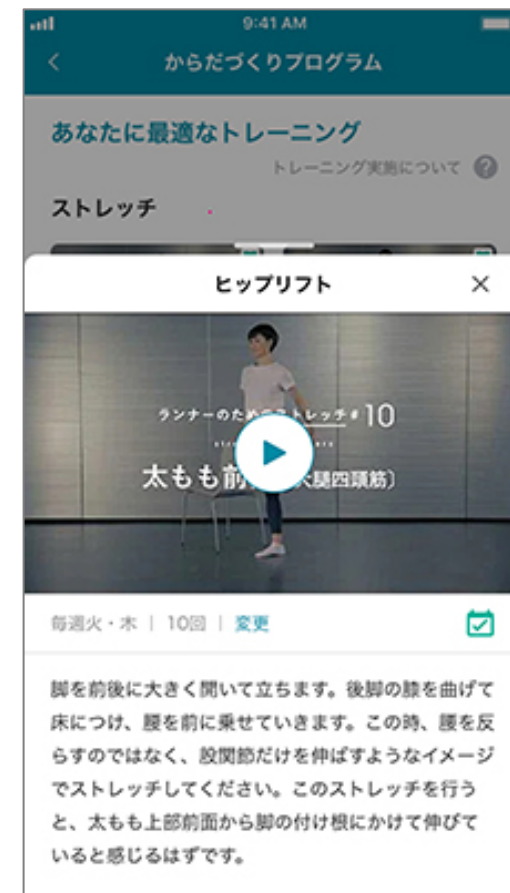 9:41 AM
からだづくりプログラム
あなたに最適なトレーニング
トレーニング実施について ?
ストレッチ
ヒップリフト
ランナーのためのストレッチ#10
太もも前
大腿四頭筋〕
毎週火・木 | 10回 | 変更
脚を前後に大きく開いて立ちます。後脚の膝を曲げて
床につけ、腰を前に乗せていきます。この時、腰を反
らすのではなく、股関節だけを伸ばすようなイメージ
でストレッチしてください。このストレッチを行う
と、太もも上部前面から脚の付け根にかけて伸びて
いると感じるはずです。